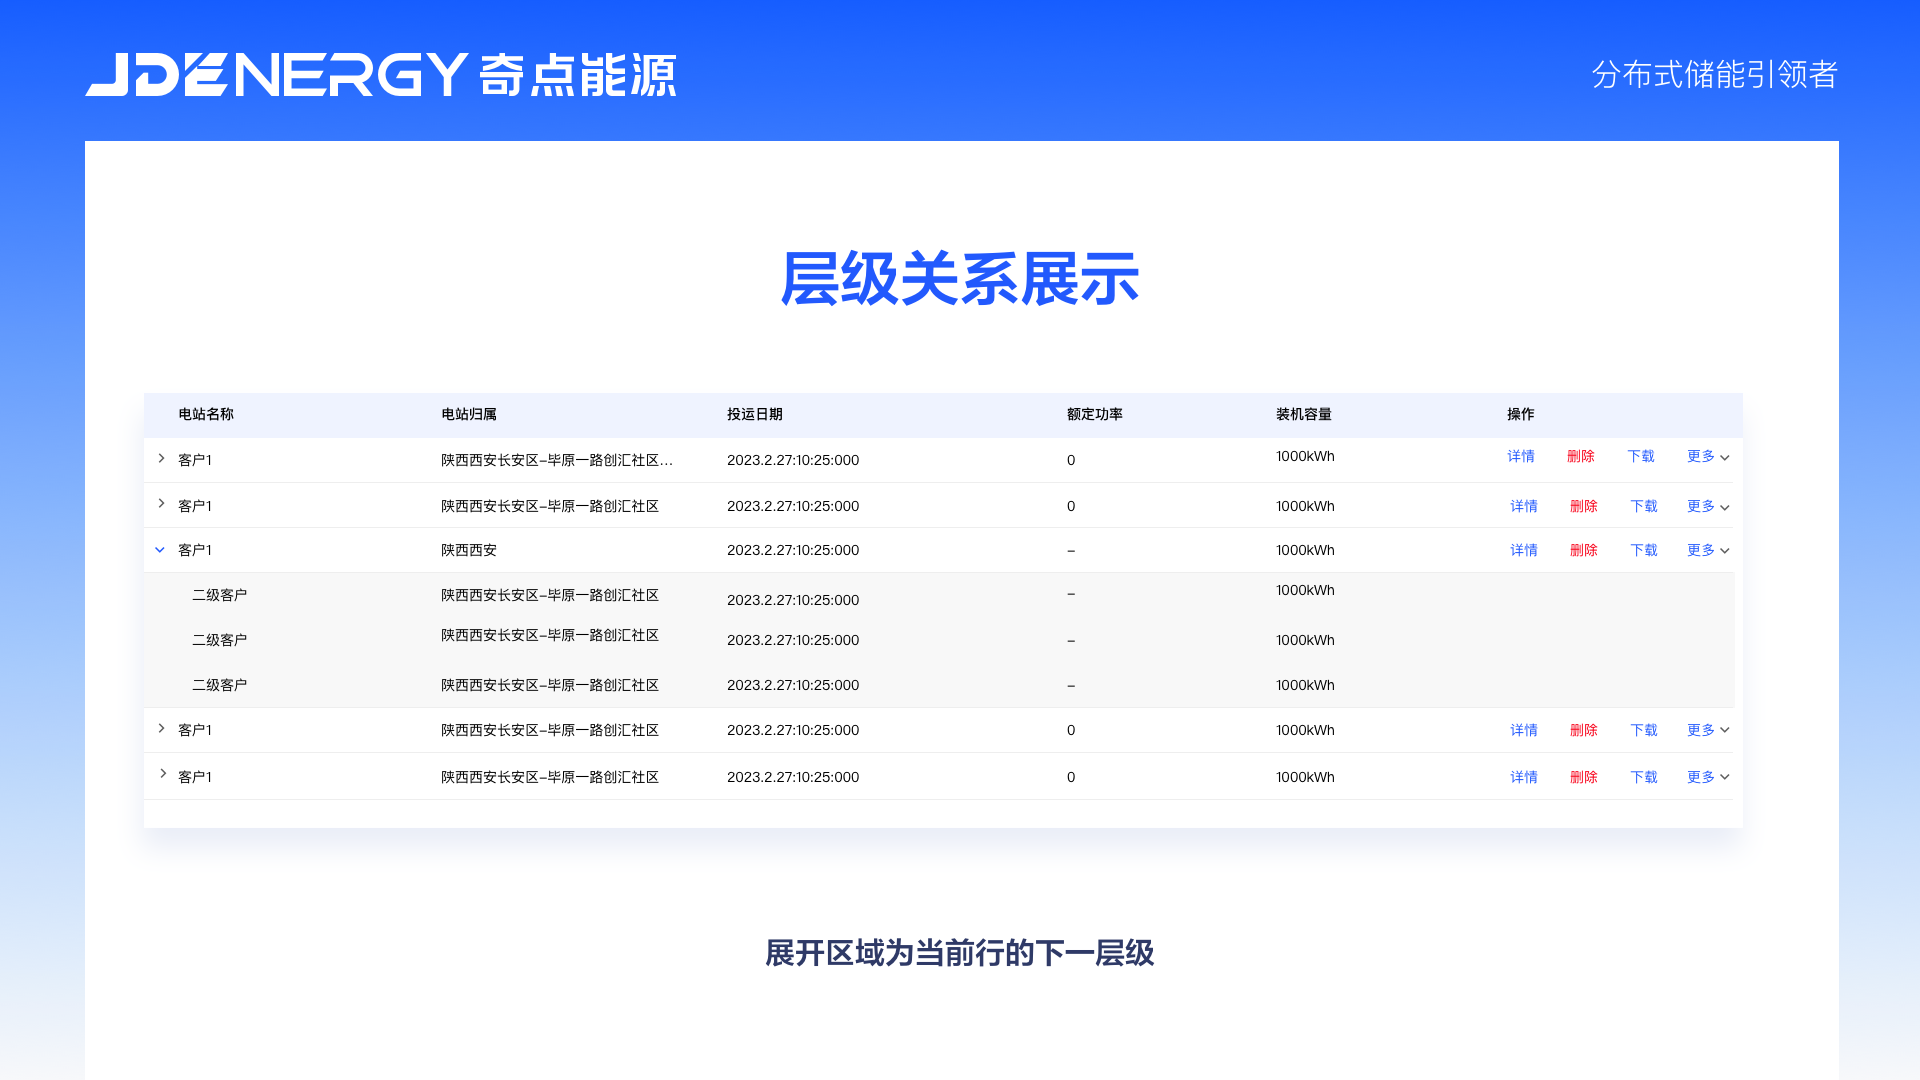 JDENERGY 奇点能源
分布式储能引领者
层级关系展示
电站名称 电站归属 投运日期 额定功率 装机容量 操作
客户1 陕西西安长安区–毕原一路创汇社区... 2023.2.27:10:25:000 0 1000kWh 详情 删除 下载 更多
客户1 陕西西安长安区–毕原一路创汇社区 2023.2.27:10:25:000 0 1000kWh 详情 删除 下载 更多
客户1 陕西西安 2023.2.27:10:25:000 – 1000kWh 详情 删除 下载 更多
二级客户 陕西西安长安区–毕原一路创汇社区 2023.2.27:10:25:000 – 1000kWh
二级客户 陕西西安长安区–毕原一路创汇社区 2023.2.27:10:25:000 – 1000kWh
二级客户 陕西西安长安区–毕原一路创汇社区 2023.2.27:10:25:000 – 1000kWh
客户1 陕西西安长安区–毕原一路创汇社区 2023.2.27:10:25:000 0 1000kWh 详情 删除 下载 更多
客户1 陕西西安长安区–毕原一路创汇社区 2023.2.27:10:25:000 0 1000kWh 详情 删除 下载 更多
展开区域为当前行的下一层级